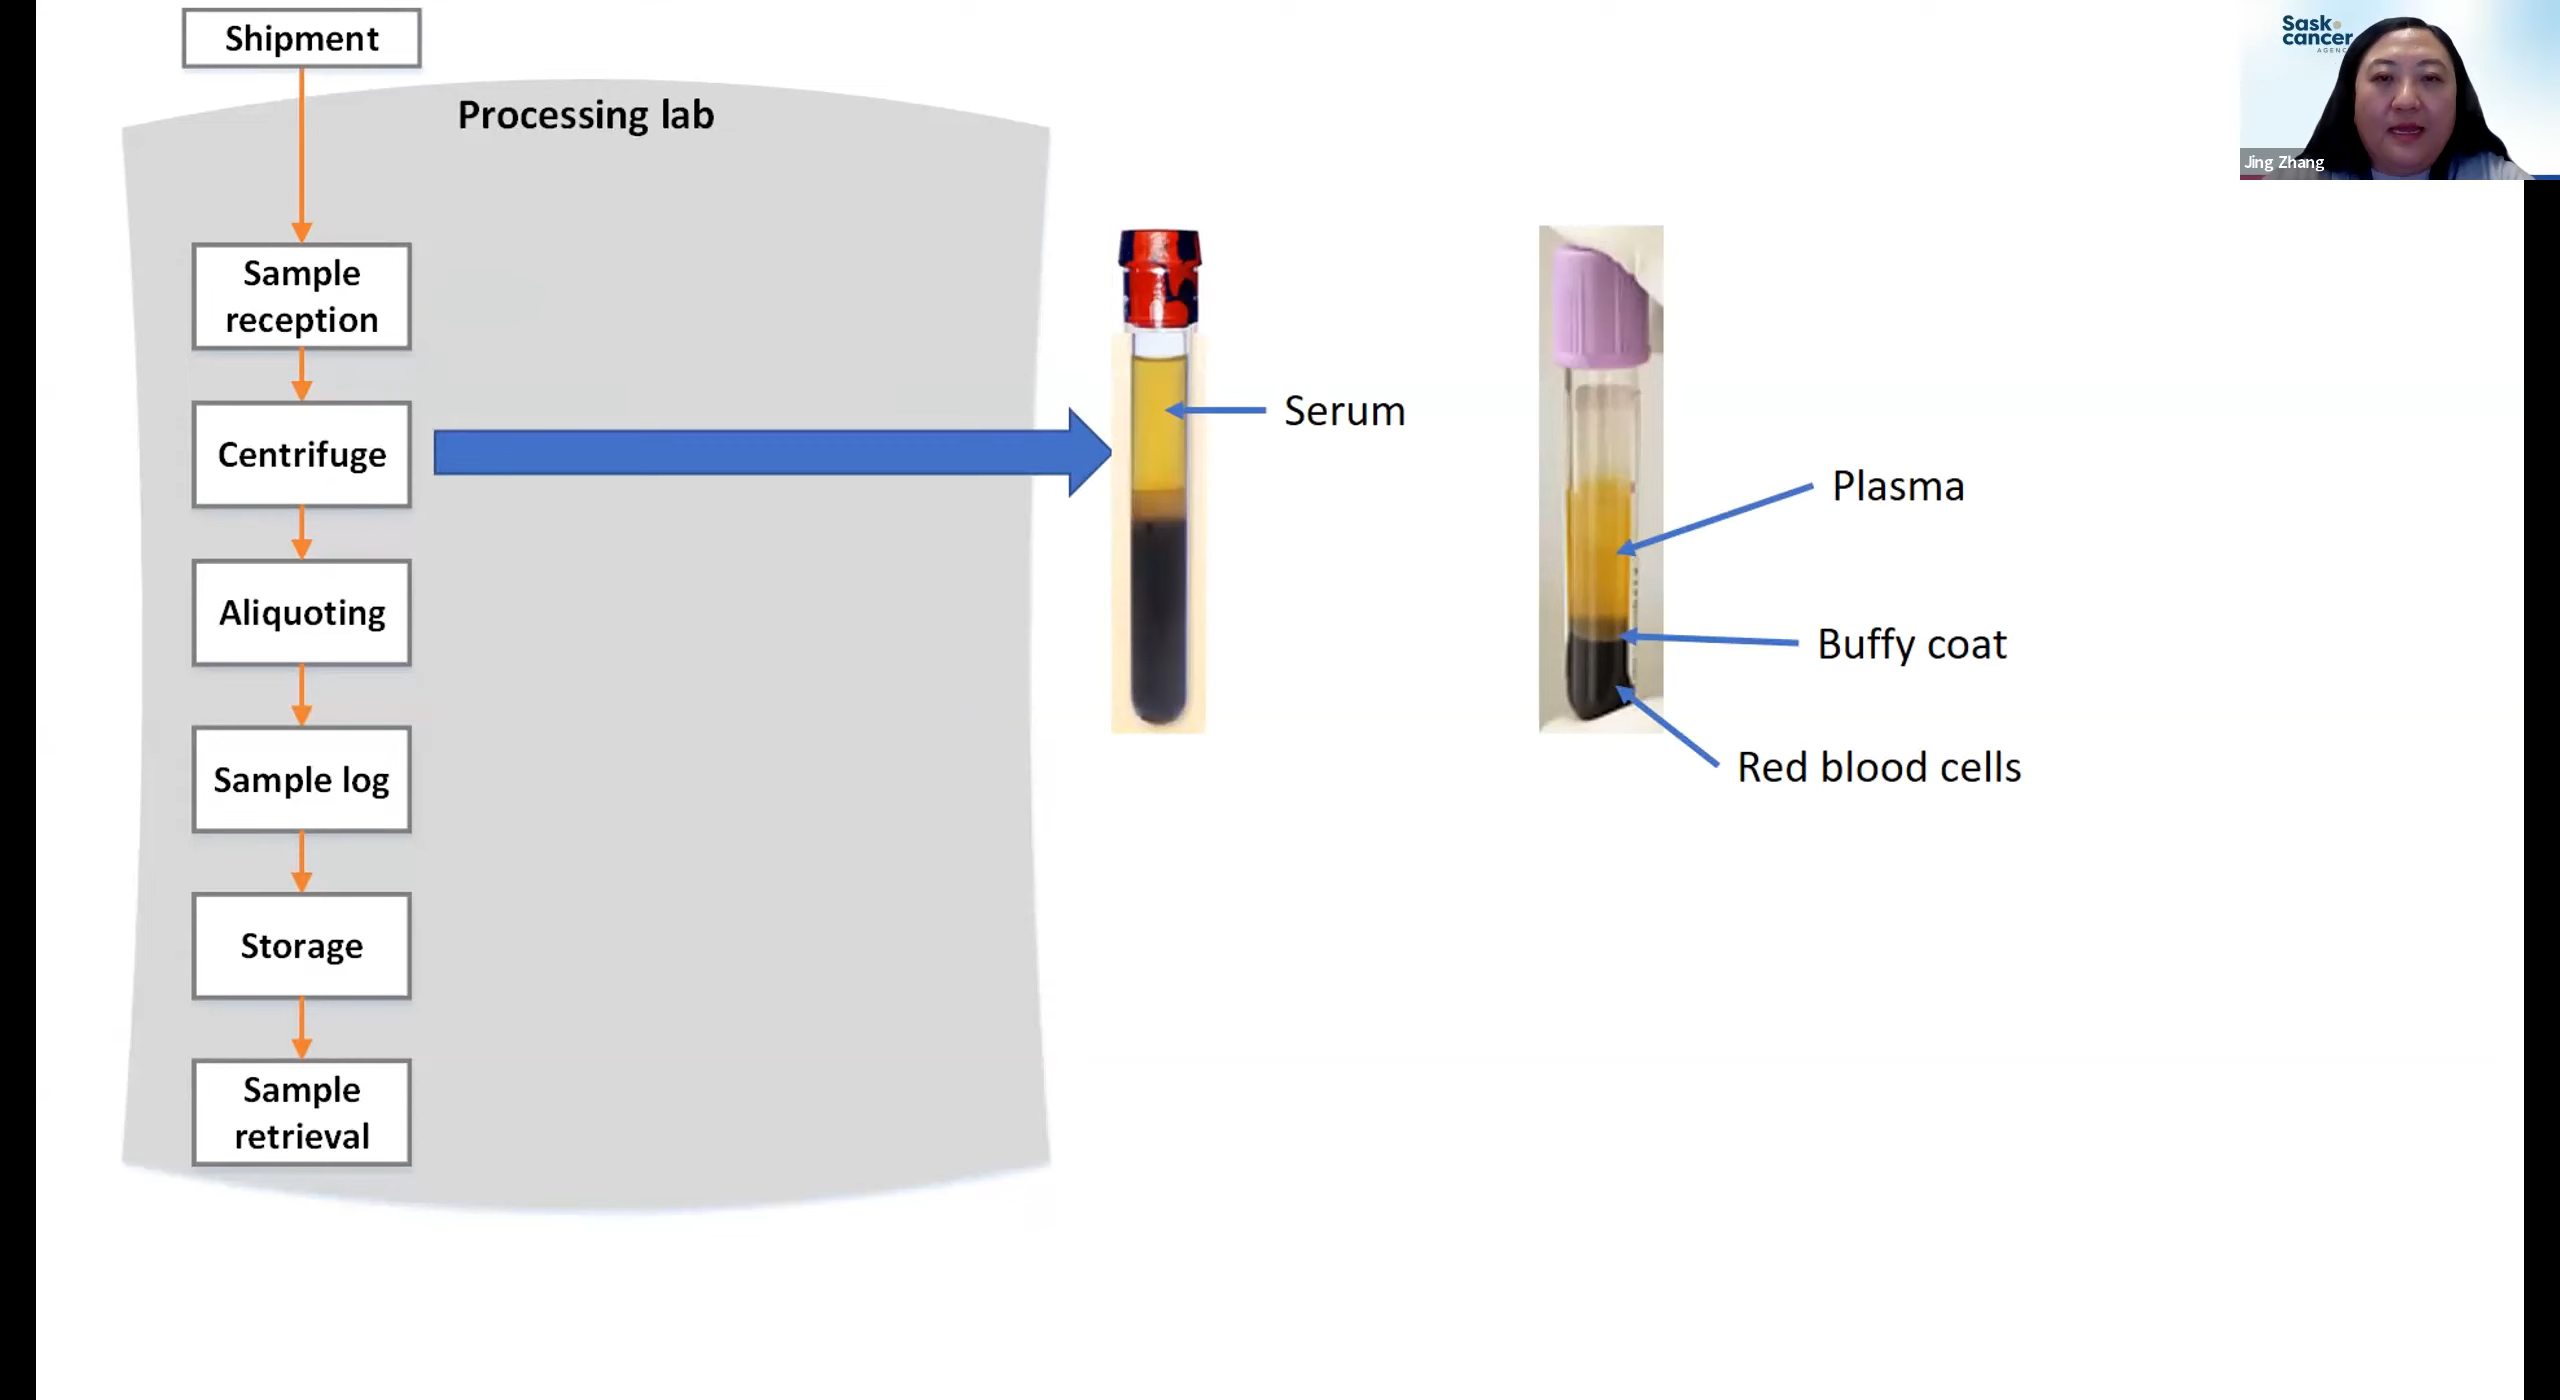 Shipment
Processing lab
Sample
reception
Centrifuge
Aliquoting
Sample log
Storage
Sample
retrieval
Serum
Plasma
Buffy coat
Red blood cells
Sask
cancer
AGENC
Jing Zhang